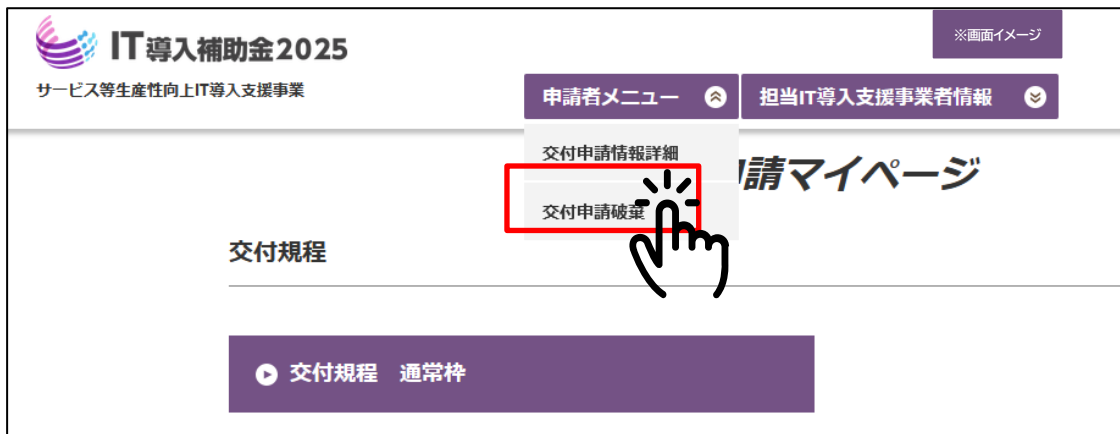 IT導入補助金2025
※画面イメージ
サービス等生産性向上IT導入支援事業
申請者メニュー
担当IT導入支援事業者情報
交付申請情報詳細
請マイページ
交付申請破棄
交付規程
交付規程 通常枠